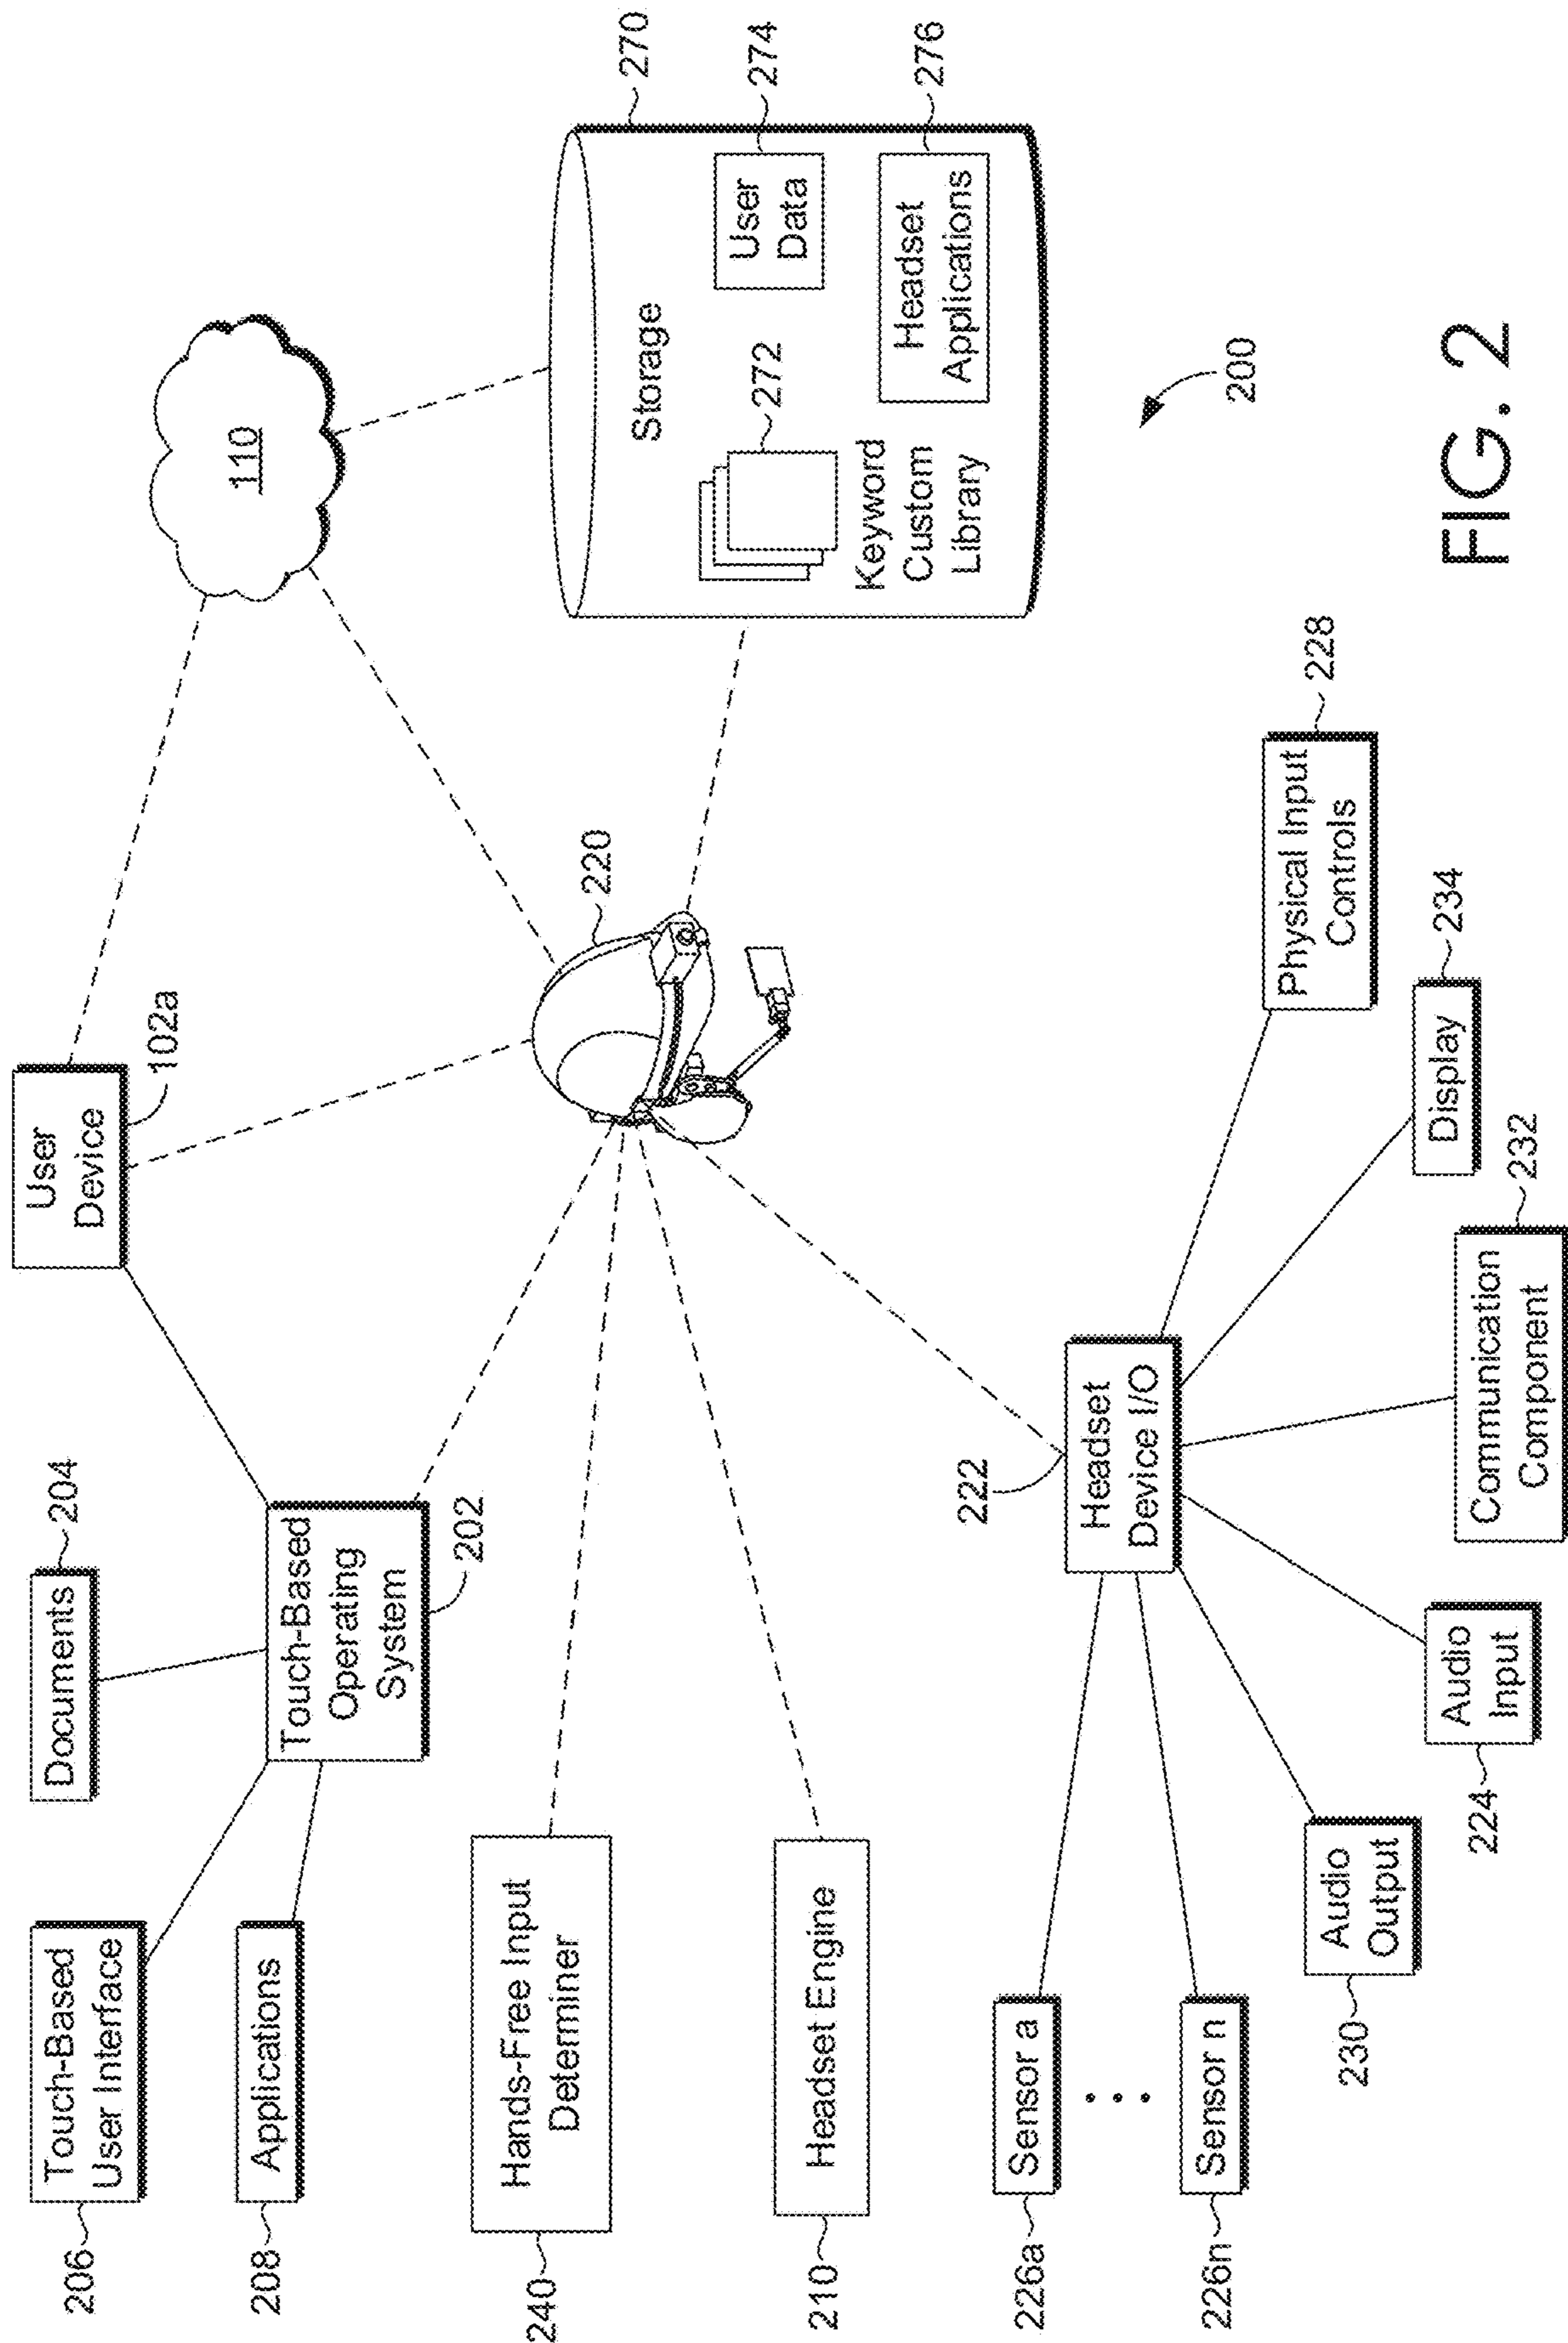 User
Device
102a
110
Documents
204
Touch-Based
User Interface
206
Applications
208
Touch-Based
Operating
System
202
220
Storage
270
272
Keyword
Custom
Library
User
Data
274
Headset
Applications
276
Hands-Free Input
Determiner
240
Headset Engine
210
222
Headset
Device I/O
Sensor a
226a
Sensor n
226n
Audio
Output
230
Audio
Input
224
Communication
Component
232
Display
234
Physical Input
Controls
228
200
FIG. 2